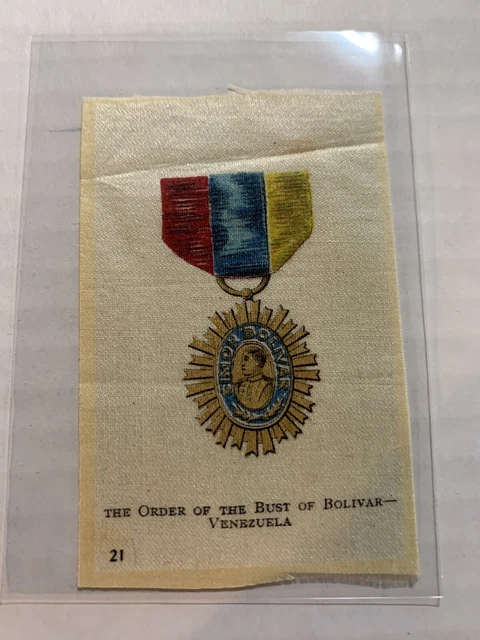 SIMON BOLIVAR
THE ORDER OF THE BUST OF BOLIVAR—
VENEZUELA
21